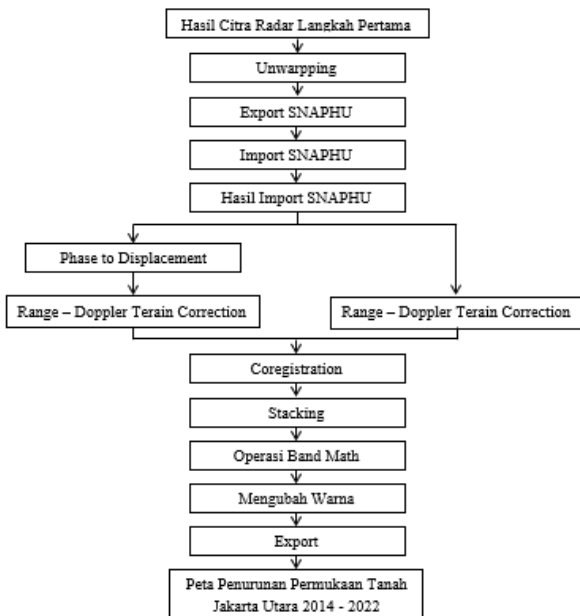 Hasil Citra Radar Langkah Pertama
Unwarpping
Export SNAPHU
Import SNAPHU
Hasil Import SNAPHU
Phase to Displacement
Range – Doppler Terain Correction
Range – Doppler Terain Correction
Coregistration
Stacking
Operasi Band Math
Mengubah Warna
Export
Peta Penurunan Permukaan Tanah
Jakarta Utara 2014 - 2022